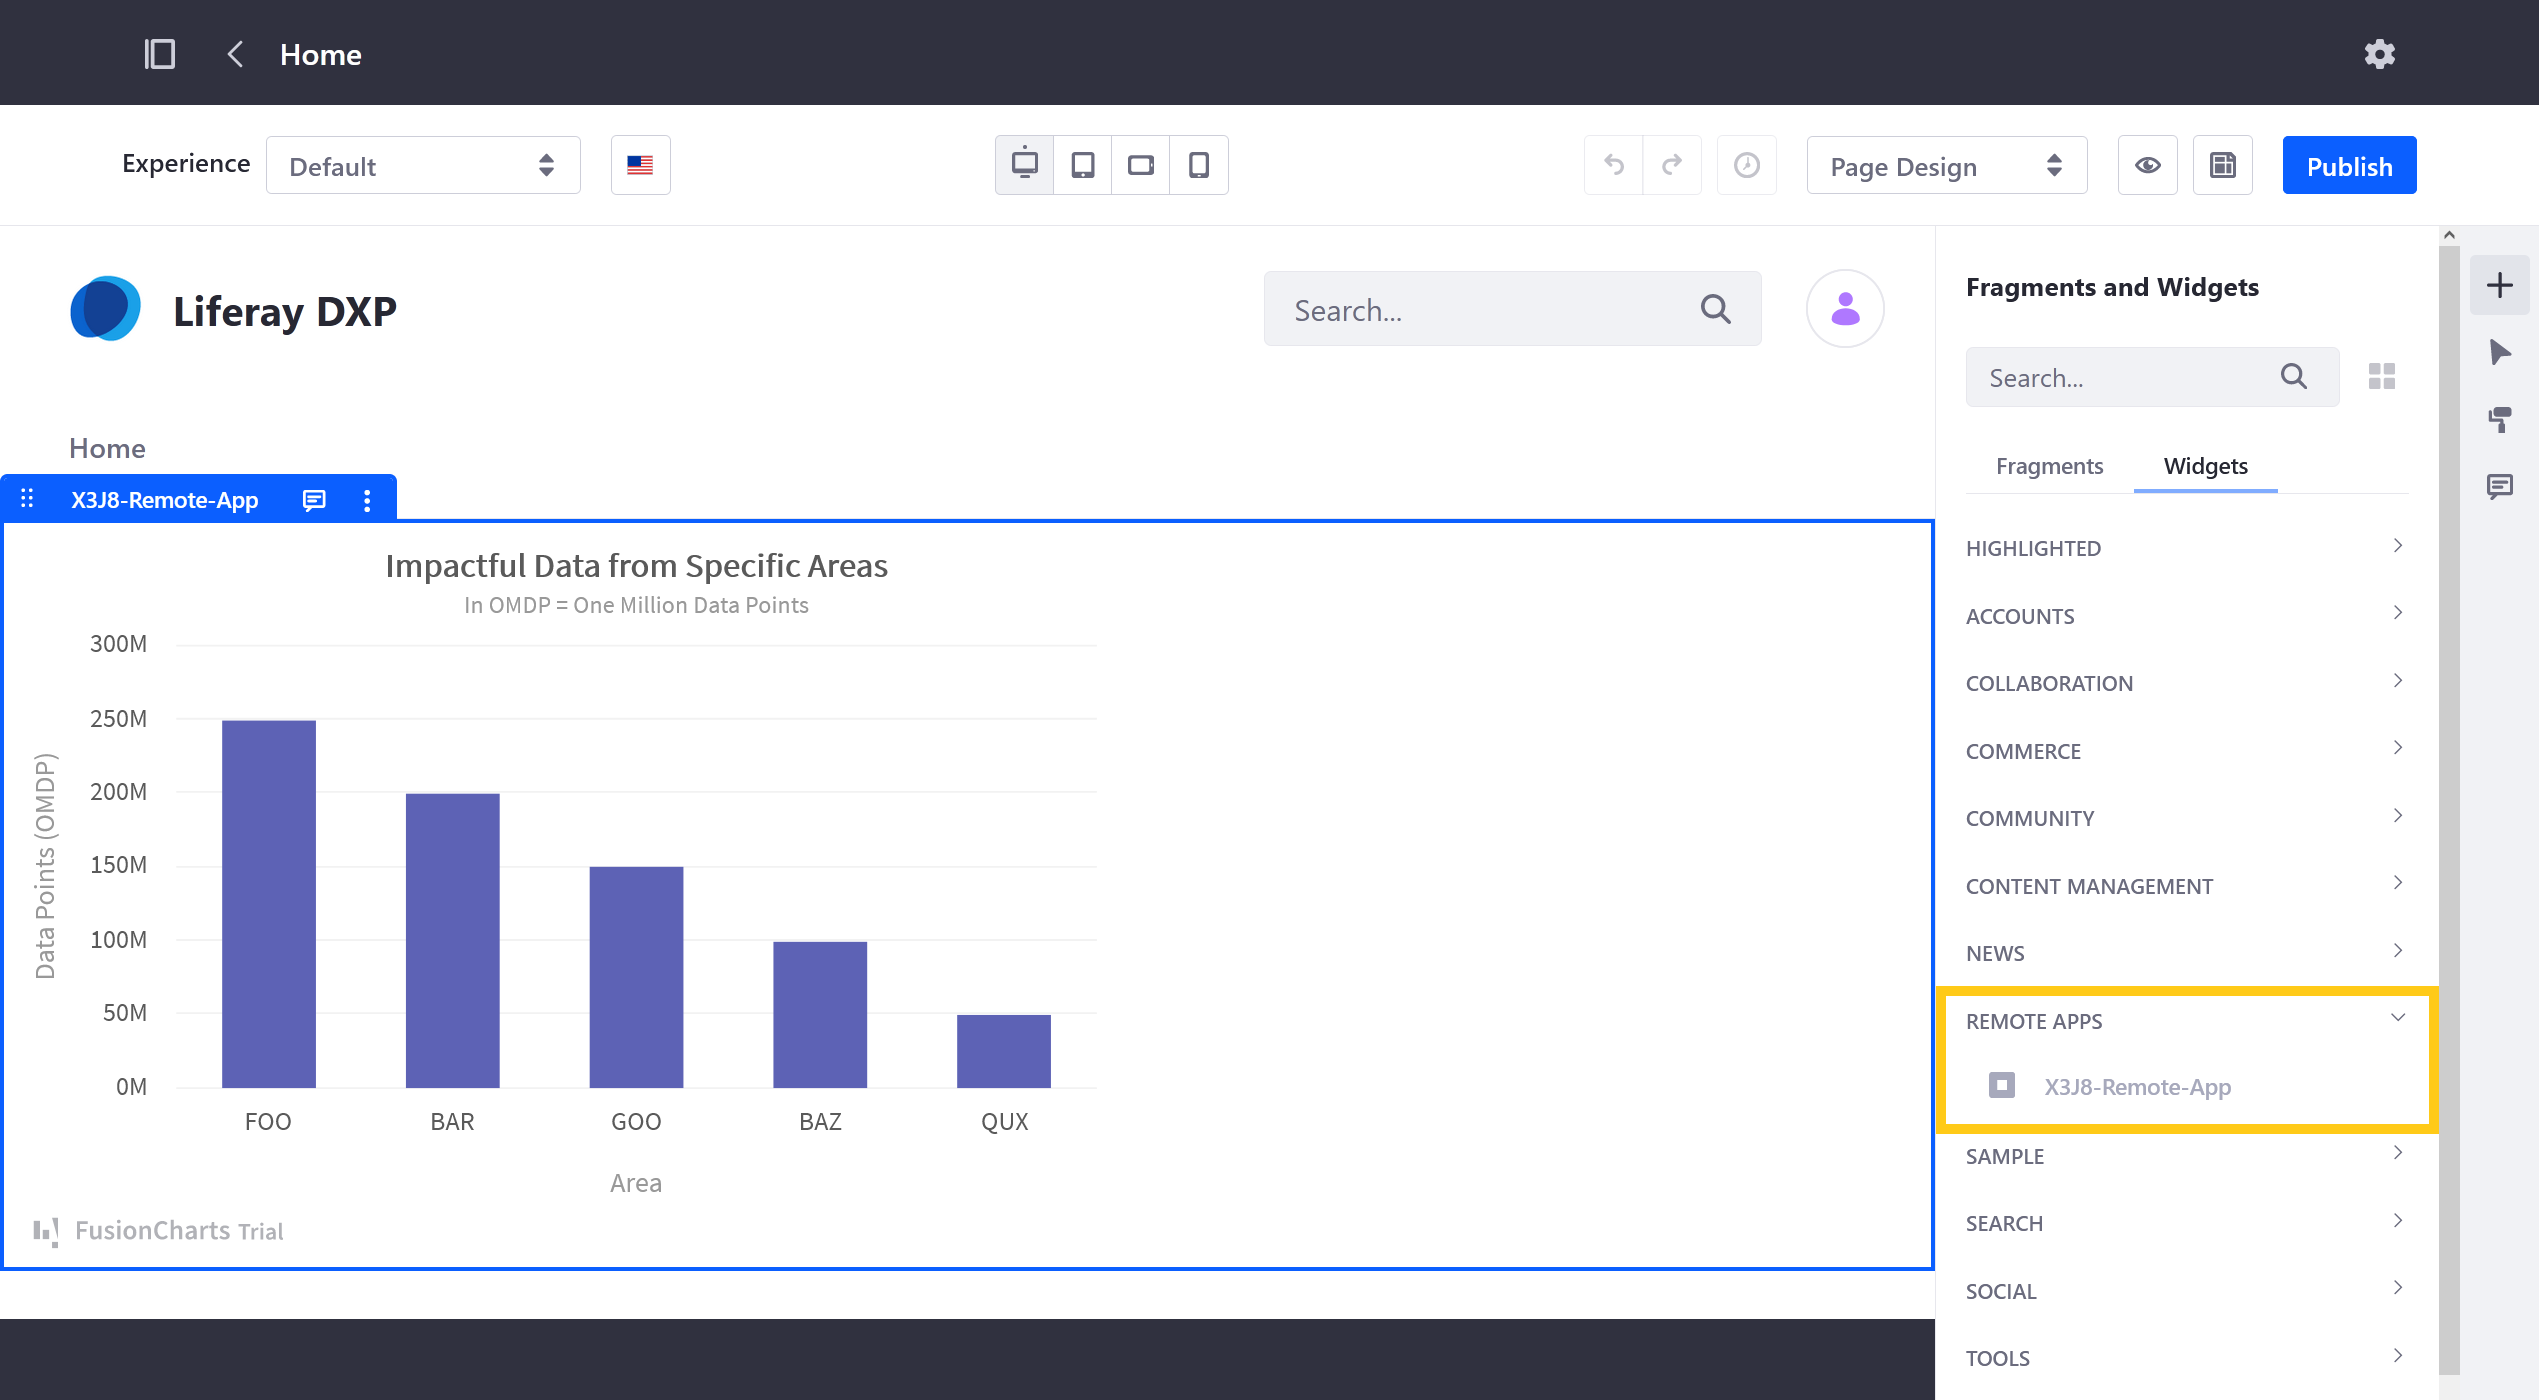 Home
Experience
Default
Page Design
Publish
Liferay DXP
Search...
Home
X3J8-Remote-App
Impactful Data from Specific Areas
In OMDP = One Million Data Points
300M
250M
200M
150M
100M
50M
0M
Data Points (OMDP)
FOO BAR GOO BAZ QUX
Area
FusionCharts Trial
Fragments and Widgets
Search...
Fragments Widgets
HIGHLIGHTED
ACCOUNTS
COLLABORATION
COMMERCE
COMMUNITY
CONTENT MANAGEMENT
NEWS
REMOTE APPS
X3J8-Remote-App
SAMPLE
SEARCH
SOCIAL
TOOLS